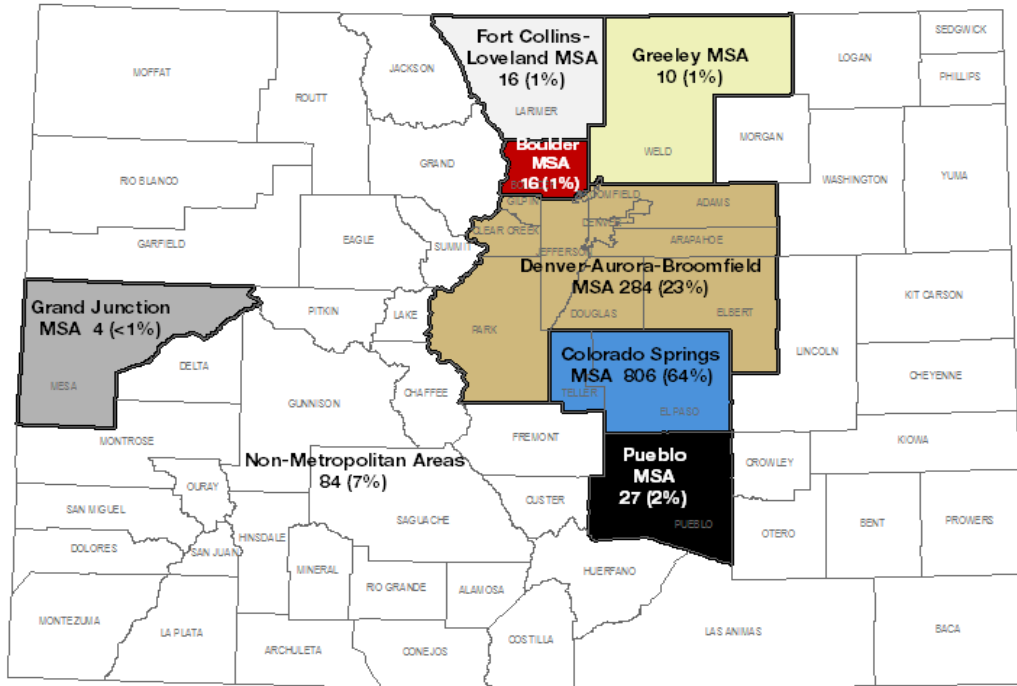 SEDGWICK
Fort Collins-
Loveland MSA
16 (1%)
Greeley MSA
10 (1%)
LOGAN
MOFFAT
JACKSON
PHILLIPS
ROUTT
LARIMER
MORGAN
WELD
GRAND
Boulder
MSA
16 (1%)
RIO BLANCO
WASHINGTON
YUMA
GILPIN
ADAMS
CLEAR CREEK
GARFIELD
EAGLE
SUMMIT
JEFFERSON
ARAPAHOE
Denver-Aurora-Broomfield
MSA 284 (23%)
Grand Junction
MSA 4 (<1%)
PITKIN
LAKE
PARK
DOUGLAS
ELBERT
KIT CARSON
LINCOLN
Colorado Springs
MSA 806 (64%)
DELTA
MESA
CHEYENNE
CHAFFEE
TELLER
GUNNISON
EL PASO
FREMONT
MONTROSE
KIOWA
Non-Metropolitan Areas
84 (7%)
Pueblo
MSA
27 (2%)
CROWLEY
OURAY
CUSTER
SAN MIGUEL
SAGUACHE
PUEBLO
OTERO
BENT
PROWERS
DOLORES
SAN JUAN
HINSDALE
MINERAL
RIO GRANDE
ALAMOSA
HUERFANO
MONTEZUMA
LA PLATA
ARCHULETA
CONEJOS
COSTILLA
LAS ANIMAS
BACA